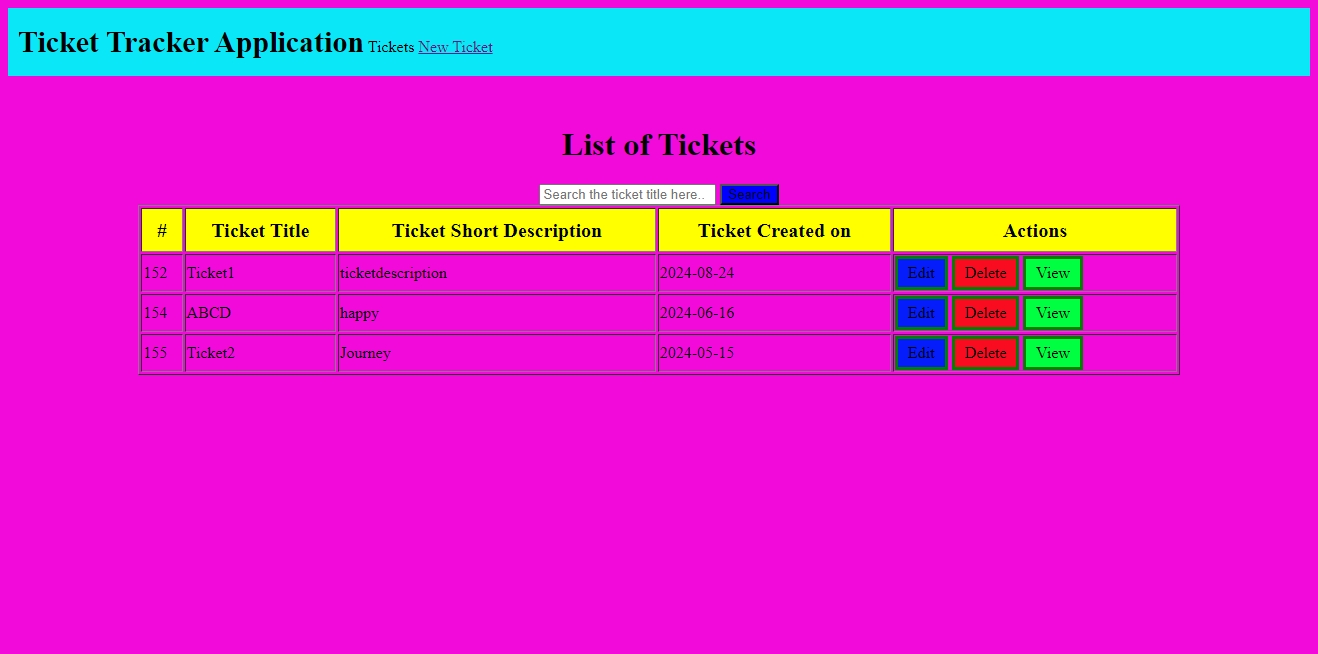 Ticket Tracker Application Tickets New Ticket
List of Tickets
Search the ticket title here.. Search
# Ticket Title Ticket Short Description Ticket Created on Actions
152 Ticket1 ticketdescription 2024-08-24 Edit Delete View
154 ABCD happy 2024-06-16 Edit Delete View
155 Ticket2 Journey 2024-05-15 Edit Delete View